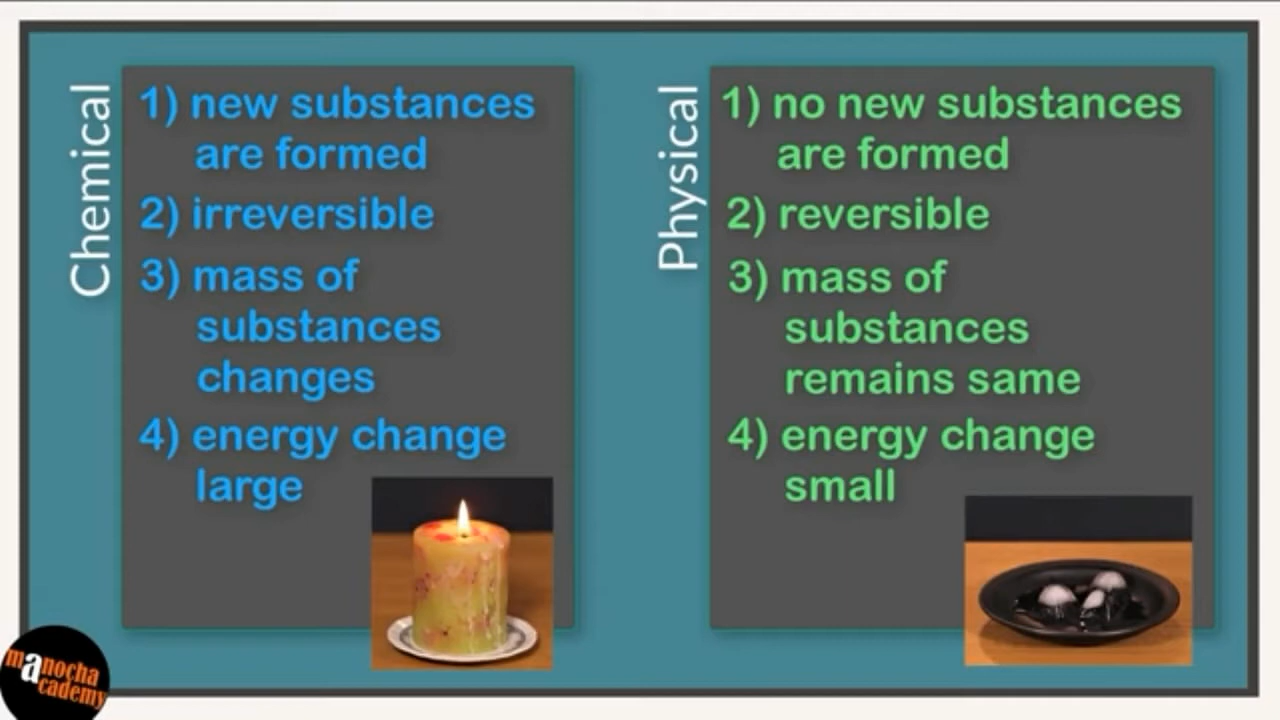 Chemical
1) new substances
are formed
2) irreversible
3) mass of
substances
changes
4) energy change
large
Physical
1) no new substances
are formed
2) reversible
3) mass of
substances
remains same
4) energy change
small
manocha
academy